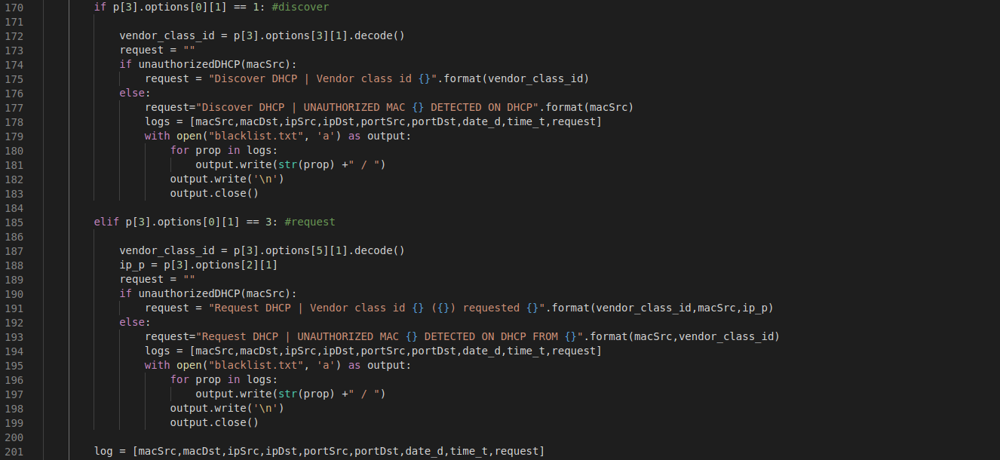 170 if p[3].options[0][1] == 1: #discover
171
172 vendor_class_id = p[3].options[3][1].decode()
173 request = ""
174 if unauthorizedDHCP(macSrc):
175 request = "Discover DHCP | Vendor class id {}".format(vendor_class_id)
176 else:
177 request="Discover DHCP | UNAUTHORIZED MAC {} DETECTED ON DHCP".format(macSrc)
178 logs = [macSrc,macDst,ipSrc,ipDst,portSrc,portDst,date_d,time_t,request]
179 with open("blacklist.txt", 'a') as output:
180 for prop in logs:
181 output.write(str(prop) +" / ")
182 output.write('\n')
183 output.close()
184
185 elif p[3].options[0][1] == 3: #request
186
187 vendor_class_id = p[3].options[5][1].decode()
188 ip_p = p[3].options[2][1]
189 request = ""
190 if unauthorizedDHCP(macSrc):
191 request = "Request DHCP | Vendor class id {} ({}) requested {}".format(vendor_class_id,macSrc,ip_p)
192 else:
193 request="Request DHCP | UNAUTHORIZED MAC {} DETECTED ON DHCP FROM {}".format(macSrc,vendor_class_id)
194 logs = [macSrc,macDst,ipSrc,ipDst,portSrc,portDst,date_d,time_t,request]
195 with open("blacklist.txt", 'a') as output:
196 for prop in logs:
197 output.write(str(prop) +" / ")
198 output.write('\n')
199 output.close()
200
201 log = [macSrc,macDst,ipSrc,ipDst,portSrc,portDst,date_d,time_t,request]